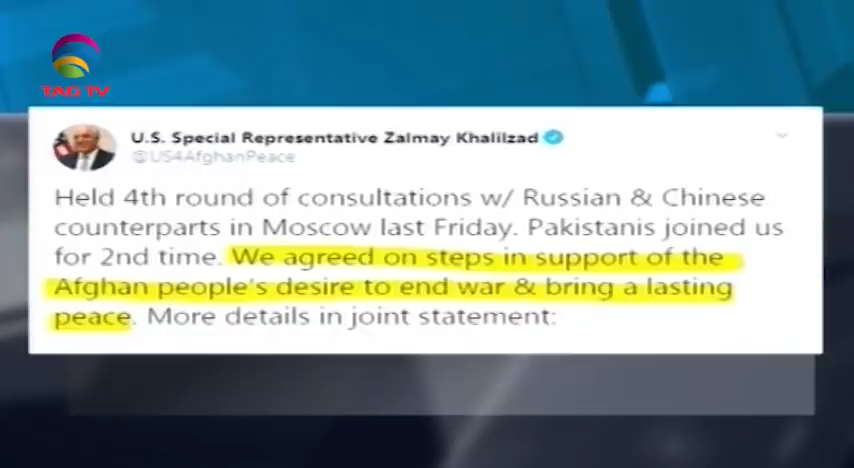 TAG TV
U.S. Special Representative Zalmay Khalilzad
@US4AfghanPeace
Held 4th round of consultations w/ Russian & Chinese
counterparts in Moscow last Friday. Pakistanis joined us
for 2nd time. We agreed on steps in support of the
Afghan people's desire to end war & bring a lasting
peace. More details in joint statement: